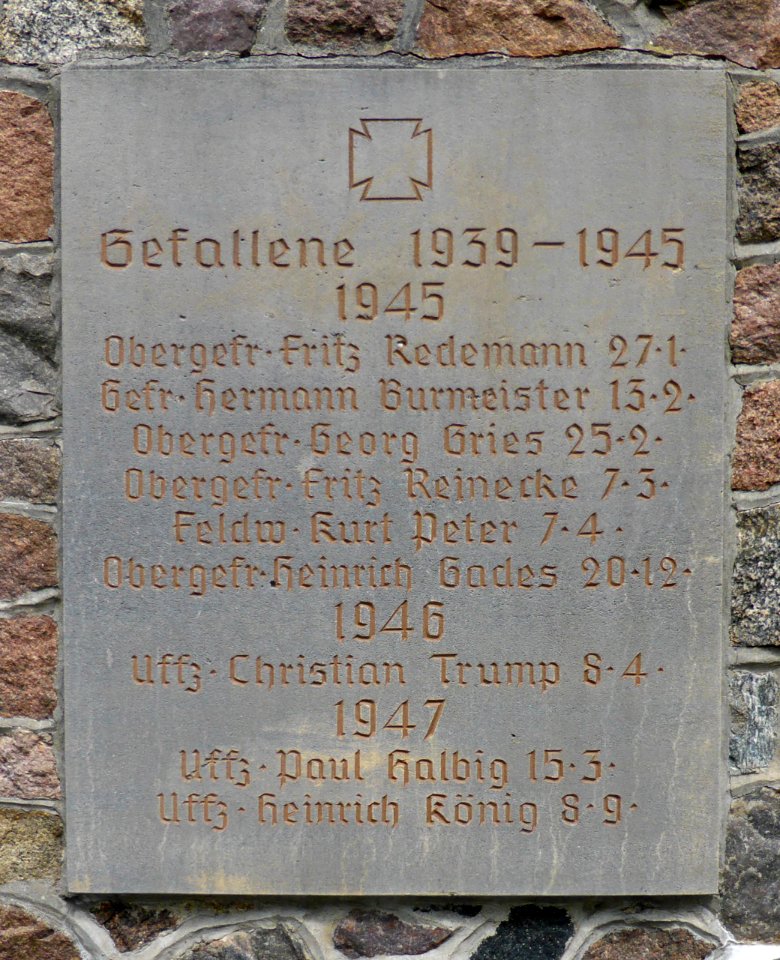 Gefallene 1939-1945
1945
Obergefr. Fritz Redemann 27.1.
Gefr. Hermann Burmeister 13.2.
Obergefr. Georg Gries 25.2.
Obergefr. Fritz Reinecke 7.3.
Feldw. Kurt Peter 7.4.
Obergefr. Heinrich Gades 20.12.
1946
Uffz. Christian Trump 8.4.
1947
Uffz. Paul Halbig 15.3.
Uffz. Heinrich König 8.9.